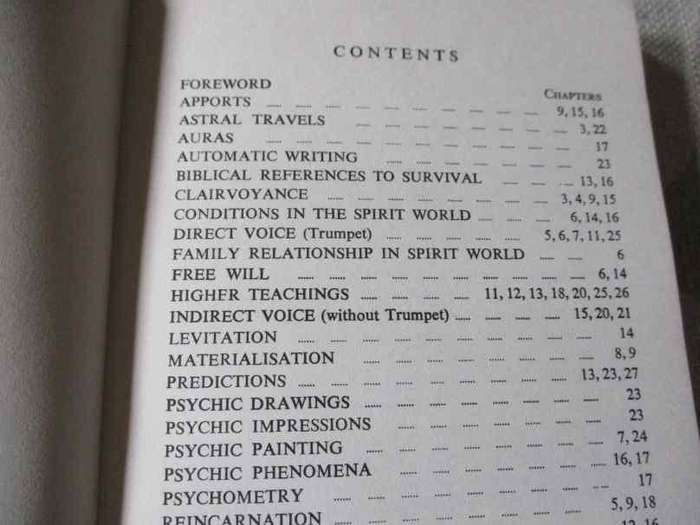 CONTENTS
FOREWORD
Chapters
APPORTS ..... ..... ..... ..... ..... ..... 9, 15, 16
ASTRAL TRAVELS ..... ..... ..... ..... ..... 3, 22
AURAS ..... ..... ..... ..... ..... ..... 17
AUTOMATIC WRITING ..... ..... ..... ..... 23
BIBLICAL REFERENCES TO SURVIVAL ..... ..... 13, 16
CLAIRVOYANCE ..... ..... ..... ..... 3, 4, 9, 15
CONDITIONS IN THE SPIRIT WORLD ..... ..... 6, 14, 16
DIRECT VOICE (Trumpet) ..... ..... ..... 5, 6, 7, 11, 25
FAMILY RELATIONSHIP IN SPIRIT WORLD ..... ..... 6
FREE WILL ..... ..... ..... ..... ..... ..... 6, 14
HIGHER TEACHINGS ..... ..... ..... 11, 12, 13, 18, 20, 25, 26
INDIRECT VOICE (without Trumpet) ..... ..... ..... 15, 20, 21
LEVITATION ..... ..... ..... ..... ..... ..... 14
MATERIALISATION ..... ..... ..... ..... ..... 8, 9
PREDICTIONS ..... ..... ..... ..... ..... 13, 23, 27
PSYCHIC DRAWINGS ..... ..... ..... ..... ..... 23
PSYCHIC IMPRESSIONS ..... ..... ..... ..... 23
PSYCHIC PAINTING ..... ..... ..... ..... ..... 7, 24
PSYCHIC PHENOMENA ..... ..... ..... ..... 16, 17
PSYCHOMETRY ..... ..... ..... ..... ..... 17
REINCARNATION ..... ..... ..... ..... 5, 9, 18